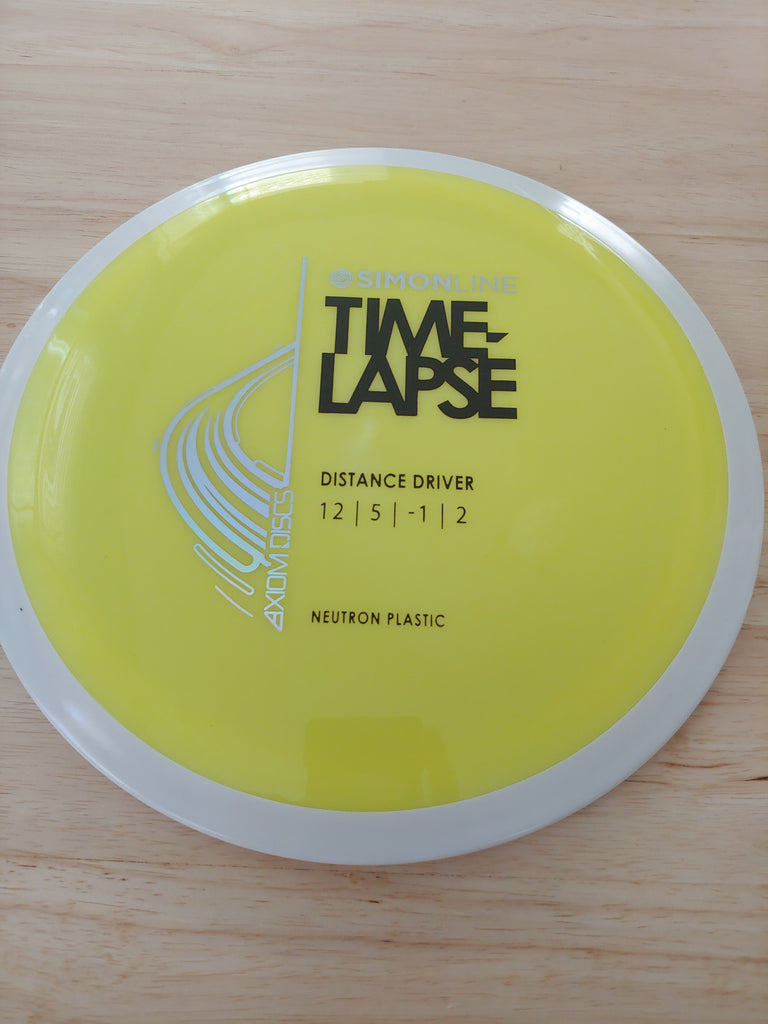 SIMONLINE
TIME-
LAPSE
DISTANCE DRIVER
12 | 5 | -1 | 2
AXIOM DISCS
NEUTRON PLASTIC